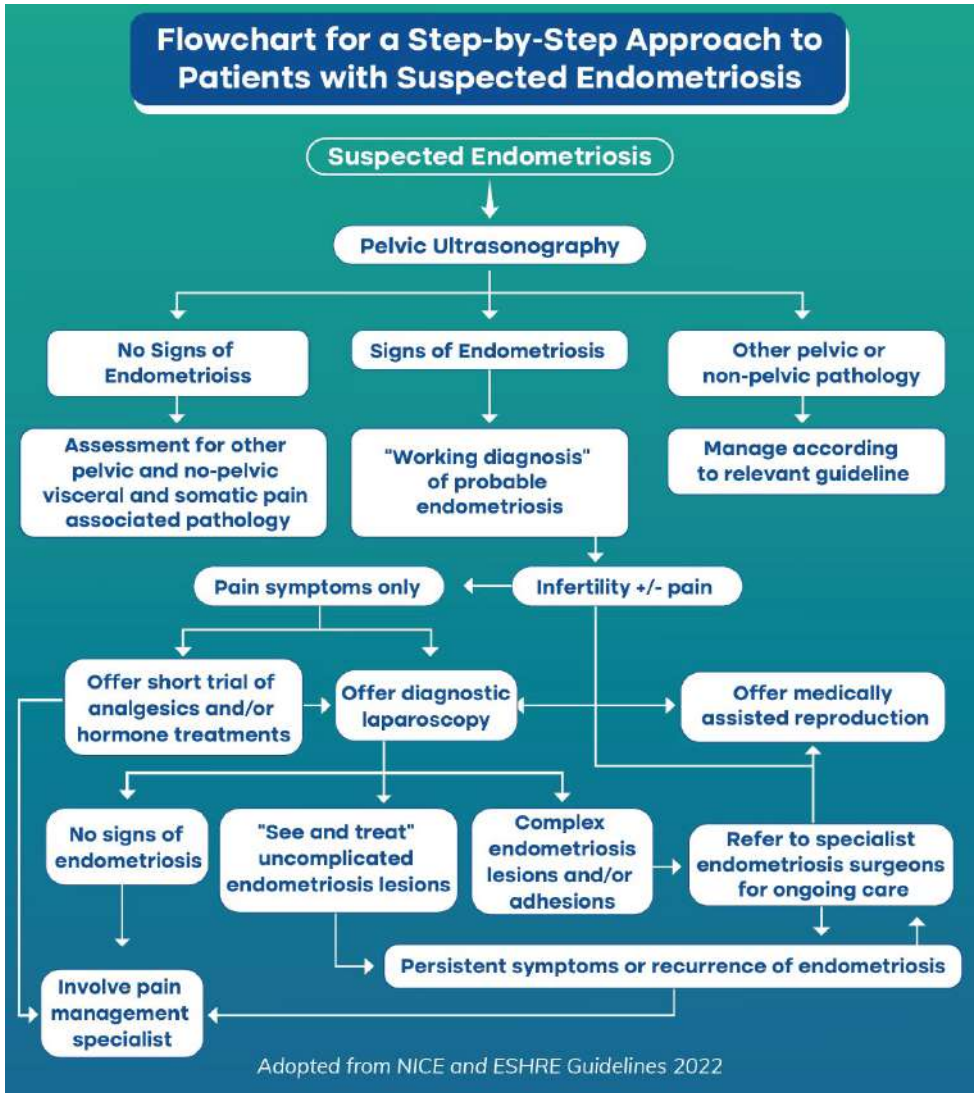 Flowchart for a Step-by-Step Approach to
Patients with Suspected Endometriosis
Suspected Endometriosis
Pelvic Ultrasonography
No Signs of
Endometrioiss
Signs of Endometriosis
Other pelvic or
non-pelvic pathology
Assessment for other
pelvic and no-pelvic
visceral and somatic pain
associated pathology
"Working diagnosis"
of probable
endometriosis
Manage according
to relevant guideline
Pain symptoms only
Infertility +/- pain
Offer short trial of
analgesics and/or
hormone treatments
Offer diagnostic
laparoscopy
Offer medically
assisted reproduction
No signs of
endometriosis
"See and treat"
uncomplicated
endometriosis lesions
Complex
endometriosis
lesions and/or
adhesions
Refer to specialist
endometriosis surgeons
for ongoing care
Persistent symptoms or recurrence of endometriosis
Involve pain
management
specialist
Adopted from NICE and ESHRE Guidelines 2022